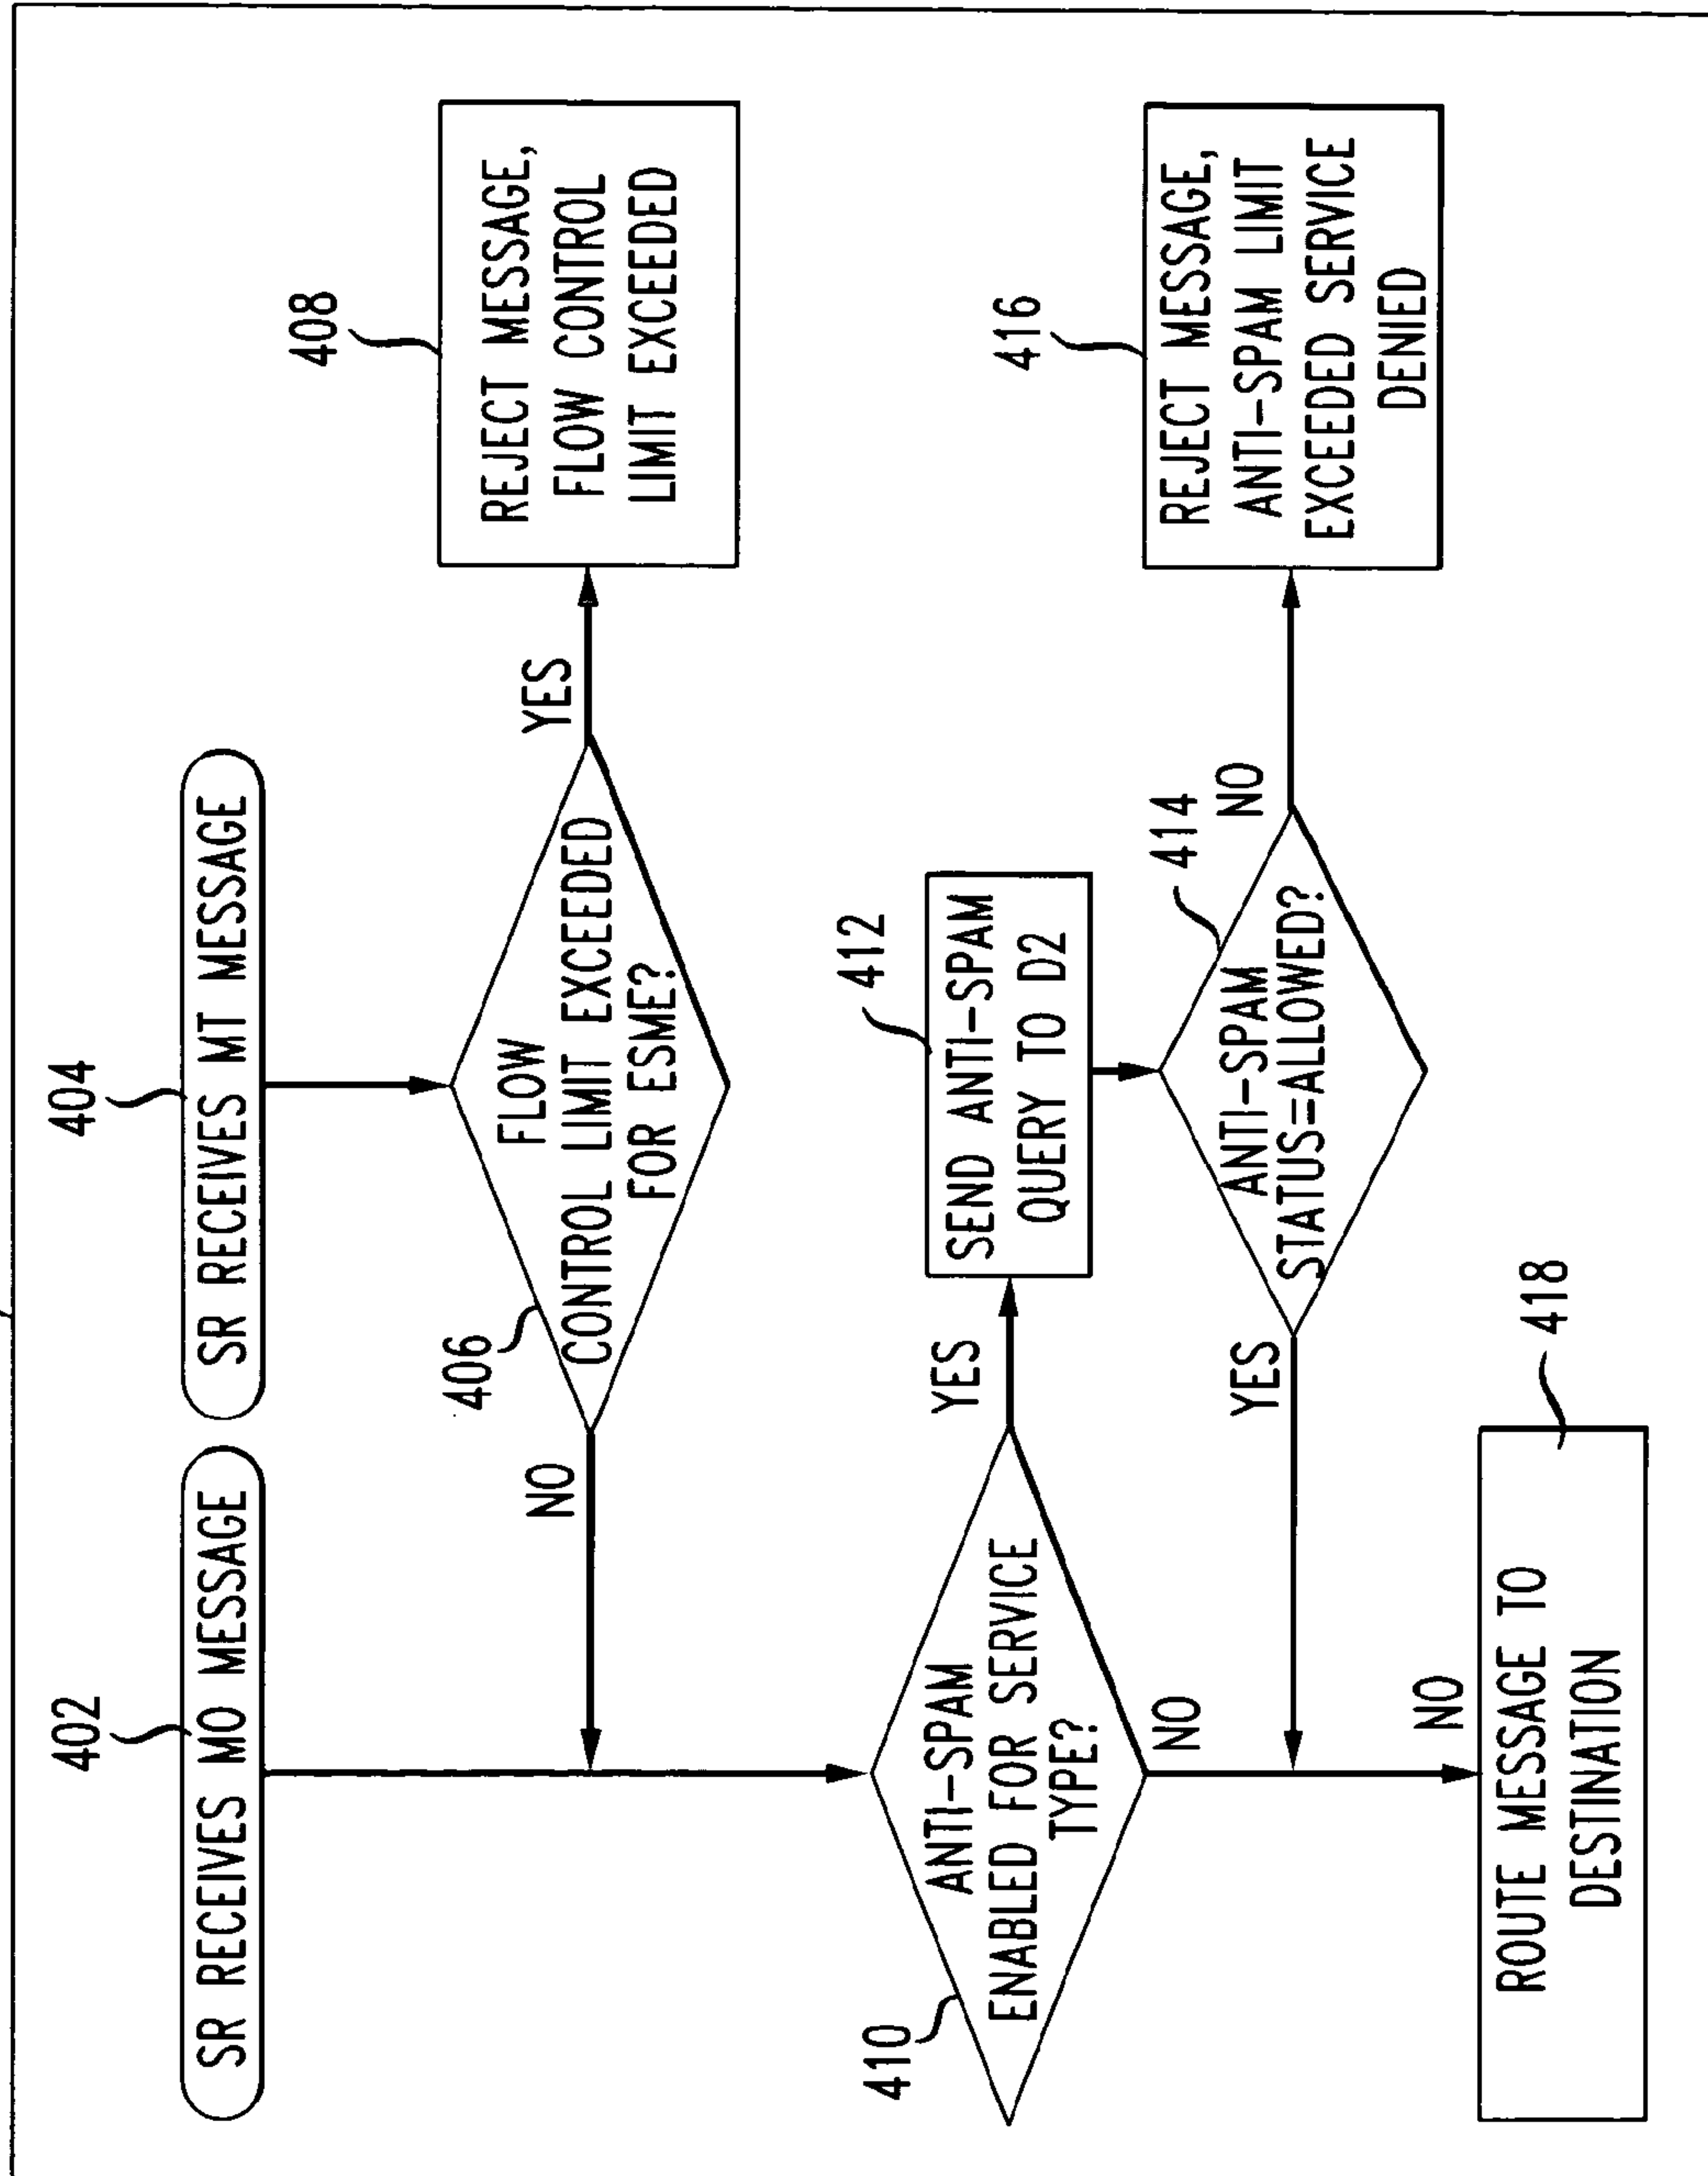 402
SR RECEIVES MO MESSAGE
404
SR RECEIVES MT MESSAGE
406
FLOW
CONTROL LIMIT EXCEEDED
FOR ESME?
NO
YES
408
REJECT MESSAGE,
FLOW CONTROL
LIMIT EXCEEDED
410
ANTI-SPAM
ENABLED FOR SERVICE
TYPE?
YES
NO
412
SEND ANTI-SPAM
QUERY TO D2
414
ANTI-SPAM
STATUS=ALLOWED?
YES
NO
416
REJECT MESSAGE,
ANTI-SPAM LIMIT
EXCEEDED SERVICE
DENIED
NO
418
ROUTE MESSAGE TO
DESTINATION